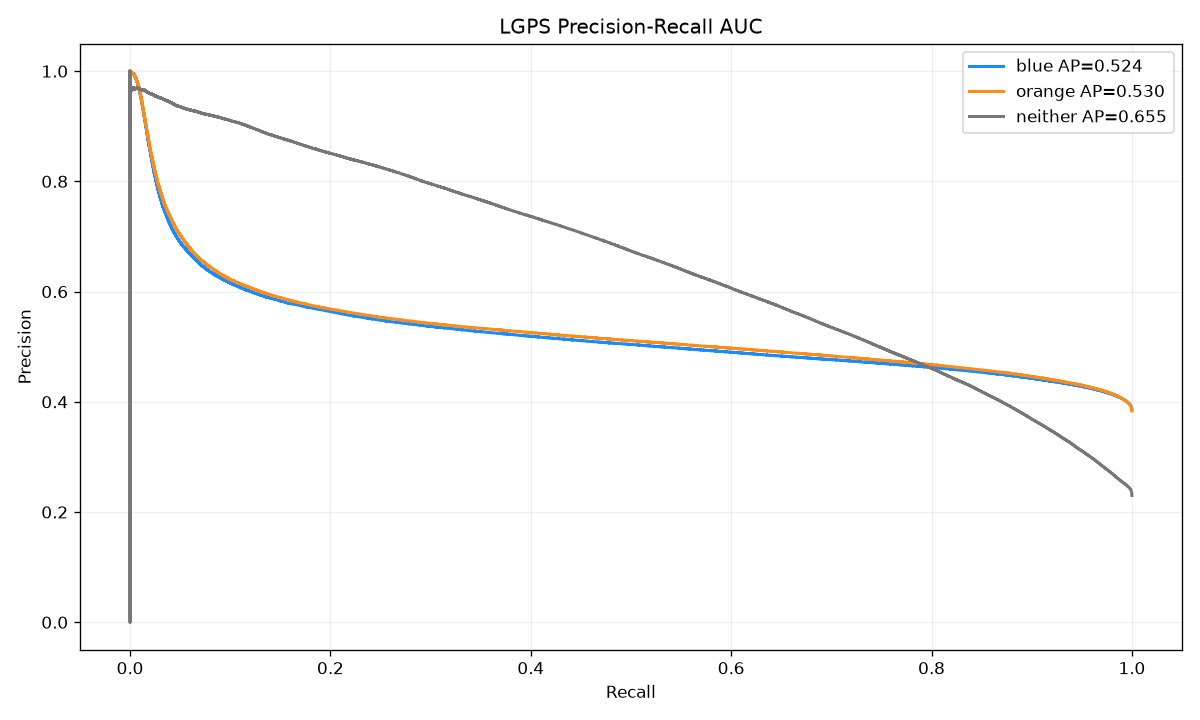 LGPS Precision-Recall AUC
blue AP=0.524
orange AP=0.530
neither AP=0.655
Precision
1.0
0.8
0.6
0.4
0.2
0.0
0.0 0.2 0.4 0.6 0.8 1.0
Recall